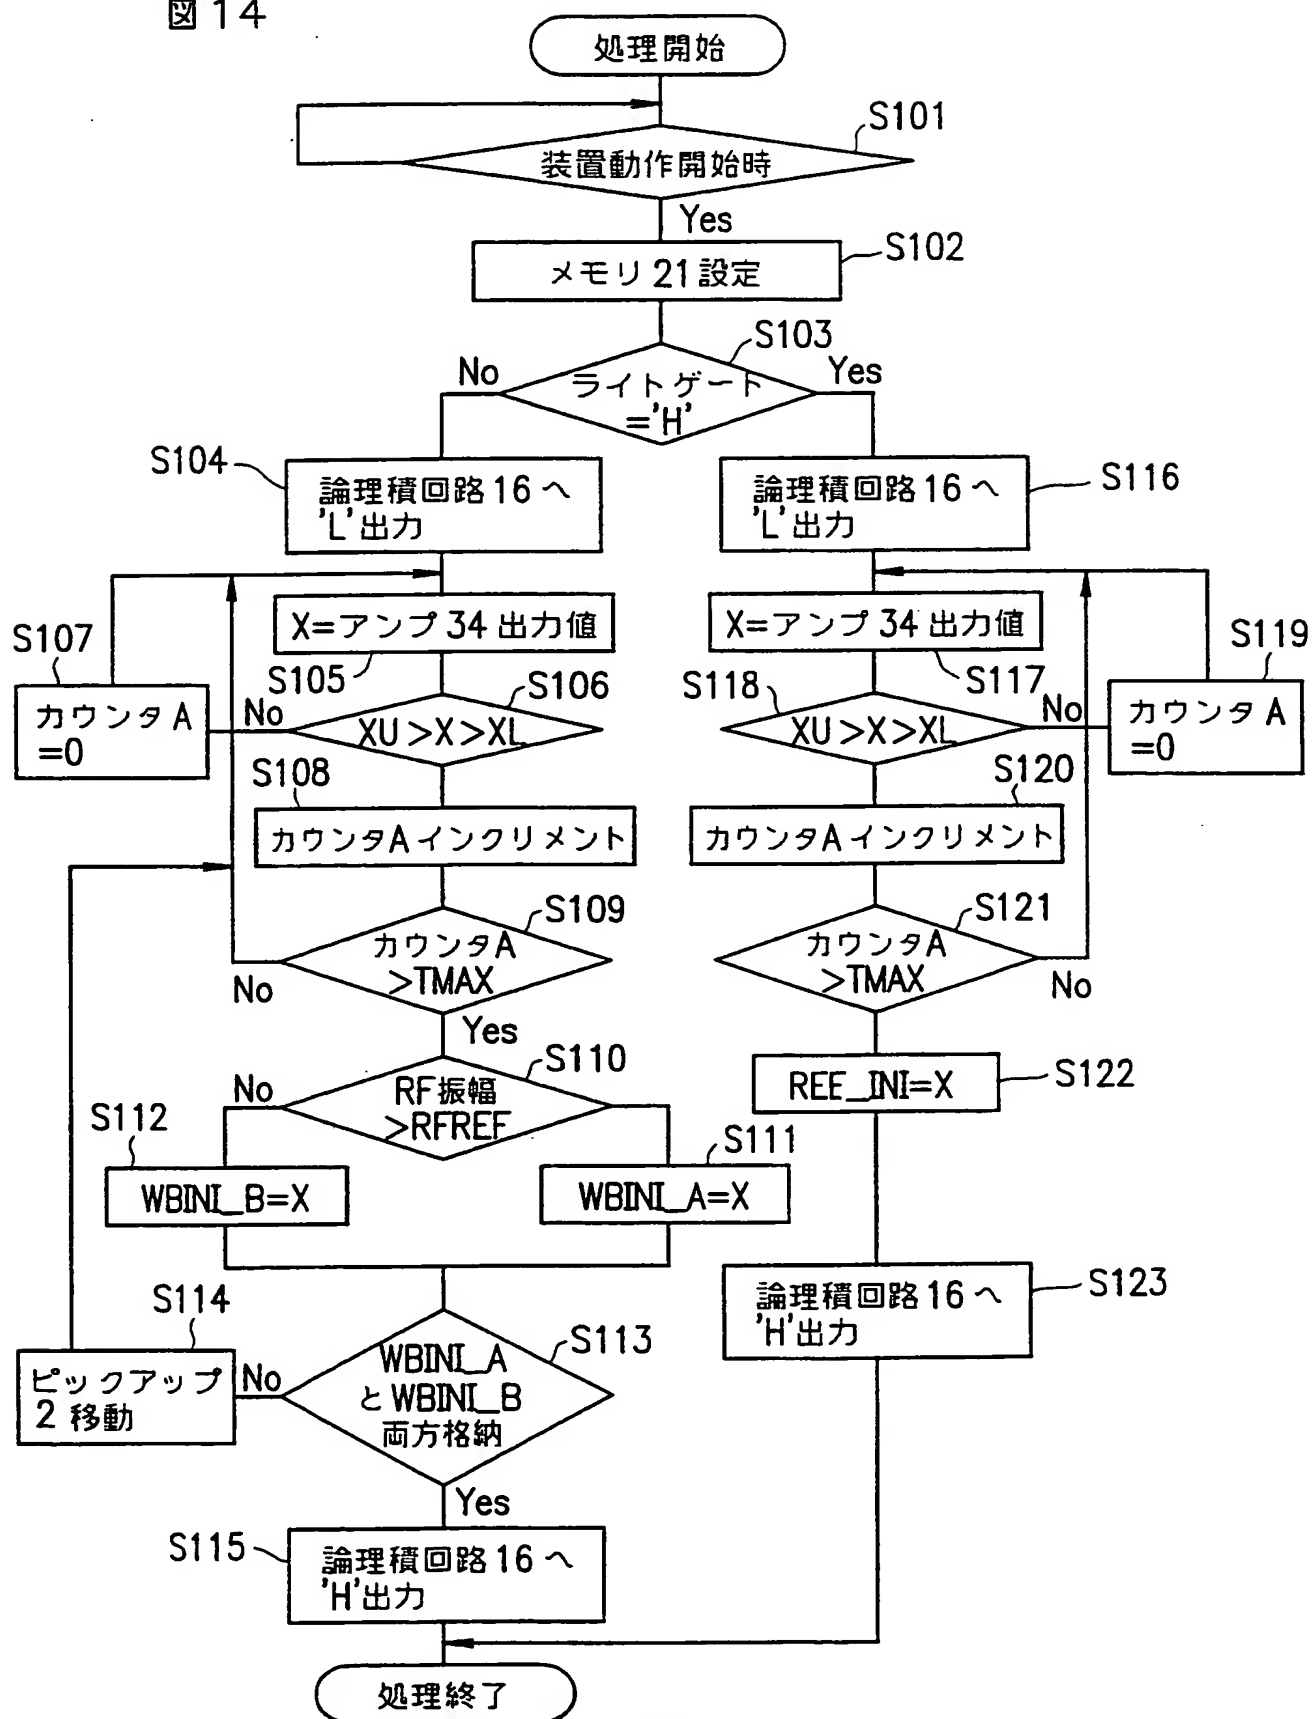 図14
処理開始
S101
装置動作開始時
Yes
S102
メモリ21設定
S103
No
Yes
ライトゲート
='H'
S104
論理積回路16へ
'L'出力
S116
論理積回路16へ
'L'出力
X=アンプ34出力値
S105
X=アンプ34出力値
S117
S107
カウンタA
=0
No
S106
XU>X>XL
S118
XU>X>XL
No
S119
カウンタA
=0
S108
カウンタAインクリメント
S120
カウンタAインクリメント
S109
カウンタA
>TMAX
No
Yes
S121
カウンタA
>TMAX
No
S110
No
RF振幅
>RFREF
S122
REE_INI=X
S112
WBINI_B=X
S111
WBINI_A=X
S123
論理積回路16へ
'H'出力
S114
ピックアップ
2移動
No
S113
WBINI_A
とWBINI_B
両方格納
Yes
S115
論理積回路16へ
'H'出力
処理終了